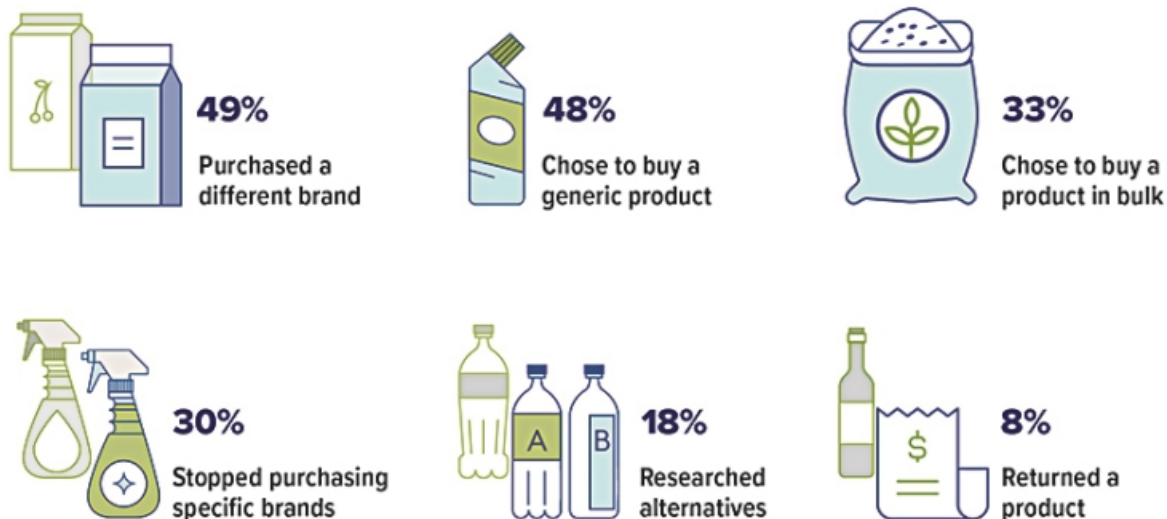 49%
Purchased a
different brand
48%
Chose to buy a
generic product
33%
Chose to buy a
product in bulk
30%
Stopped purchasing
specific brands
A
B
18%
Researched
alternatives
$
8%
Returned a
product